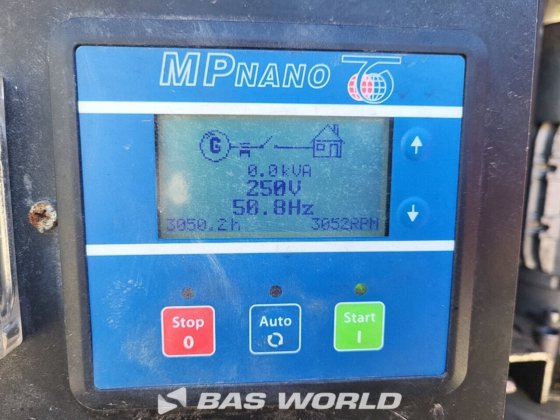 MPNANO
G
0.0kVA
250V
50.8Hz
3050.2h 3052RPM
Stop Auto Start
0 I
BAS WORLD